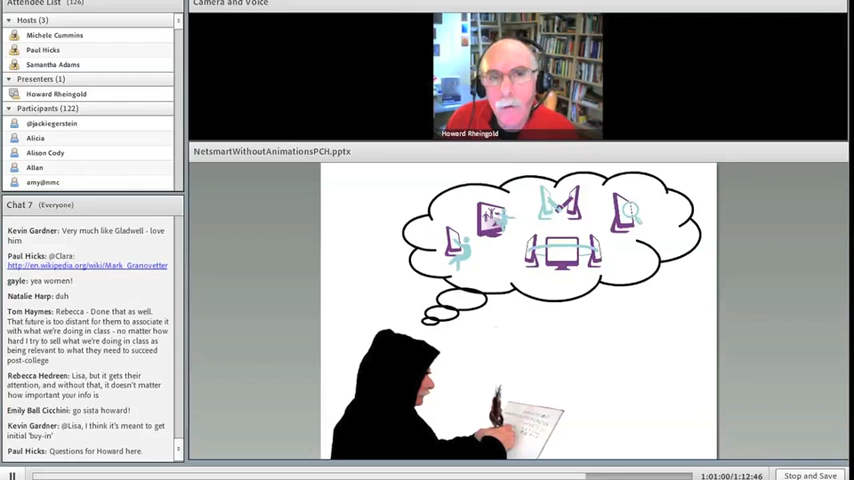 Attendee List (126)
Hosts (3)
Michele Cummins
Paul Hicks
Samantha Adams
Presenters (1)
Howard Rheingold
Participants (122)
@jackiegerstein
Alicia
Alison Cody
Allan
amy@nmc
Chat 7 (Everyone)
Kevin Gardner: Very much like Gladwell - love
him
Paul Hicks: @Clara:
http://en.wikipedia.org/wiki/Mark_Granovetter
gayle: yea women!
Natalie Harp: duh
Tom Haymes: Rebecca - Done that as well.
That future is too distant for them to associate it
with what we're doing in class - no matter how
hard I try to sell what we're doing in class as
being relevant to what they need to succeed
post-college
Rebecca Hedreen: Lisa, but it gets their
attention, and without that, it doesn't matter
how important your info is
Emily Ball Cicchini: go sista howard!
Kevin Gardner: @Lisa, I think it's meant to get
initial 'buy-in'
Paul Hicks: Questions for Howard here.
Camera and Voice
Howard Rheingold
NetsmartWithoutAnimationsPCH.pptx
1:01:00/1:12:46
Stop and Save